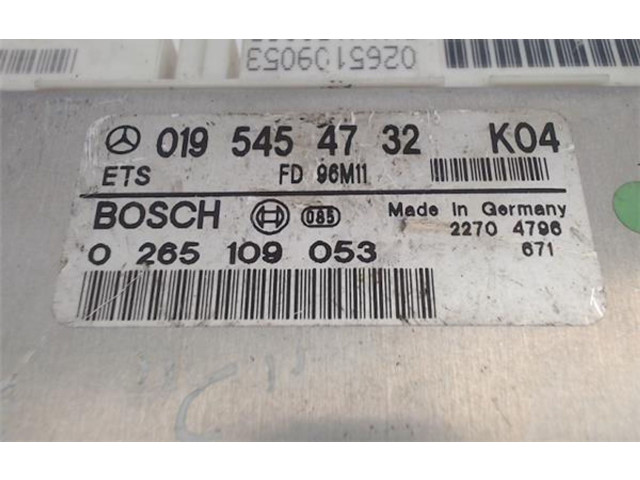 0265109053
019 545 47 32 K04
ETS FD 96M11
BOSCH 085 Made in Germany
0 265 109 053 2270 4796
671